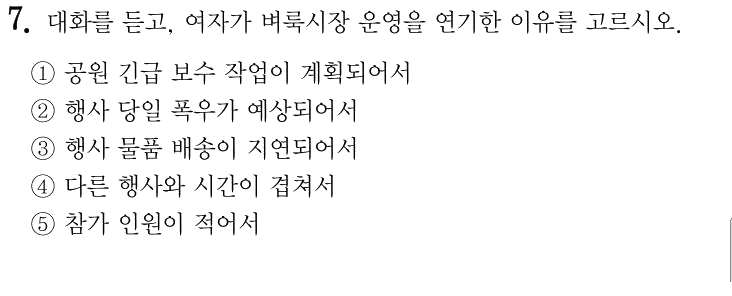 7. 대화를 듣고, 여자가 벼룩시장 운영을 연기한 이유를 고르시오.
① 공원 긴급 보수 작업이 계획되어서
② 행사 당일 폭우가 예상되어서
③ 행사 물품 배송이 지연되어서
④ 다른 행사와 시간이 겹쳐서
⑤ 참가 인원이 적어서